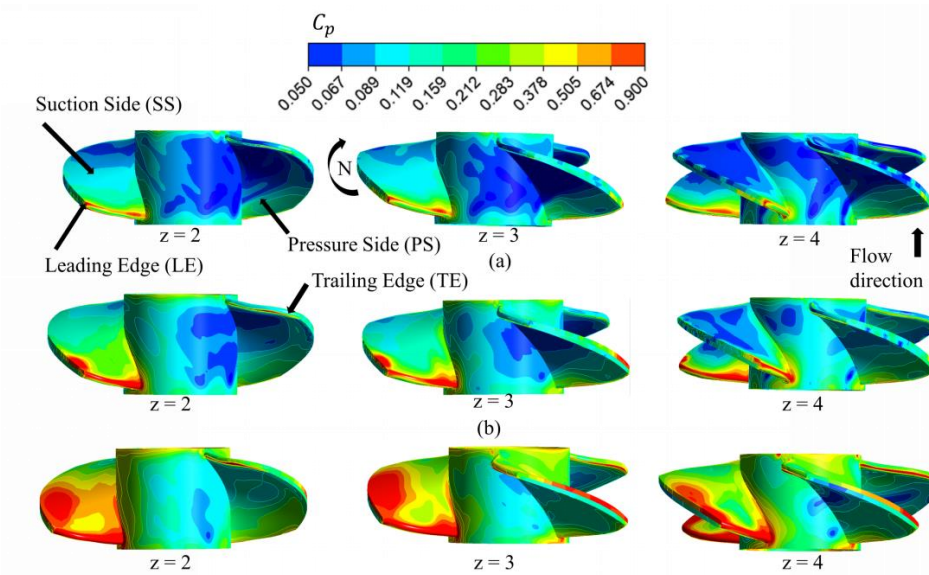 Cp
0.050 0.067 0.089 0.119 0.159 0.212 0.283 0.378 0.505 0.674 0.900
Suction Side (SS)
N
z = 2
z = 3
z = 4
Pressure Side (PS)
(a)
Leading Edge (LE)
Flow
direction
Trailing Edge (TE)
z = 2
z = 3
z = 4
(b)
z = 2
z = 3
z = 4